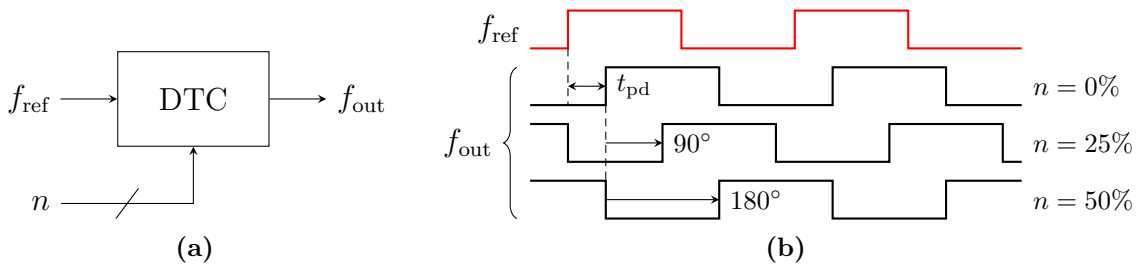 f_ref
DTC
f_out
n
(a)
f_ref
t_pd
n = 0%
f_out
90°
n = 25%
180°
n = 50%
(b)